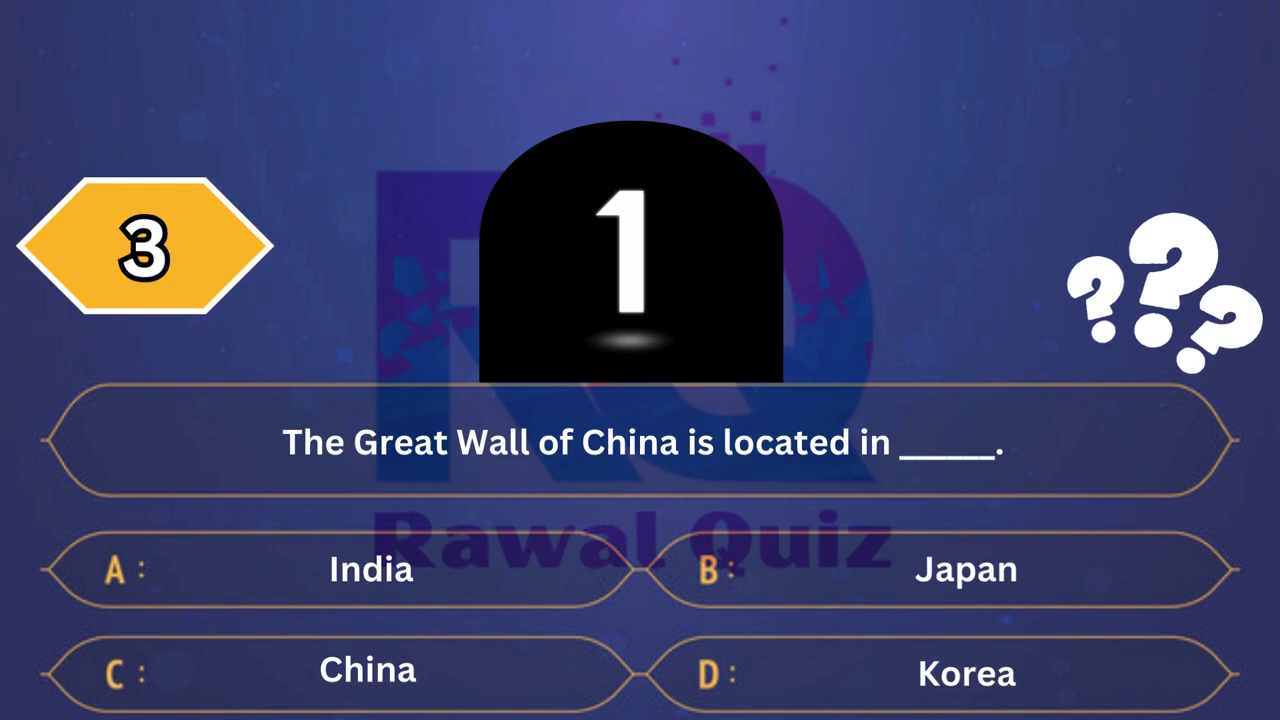 3
1
???
The Great Wall of China is located in ______.
Rawal Quiz
A : India
B : Japan
C : China
D : Korea